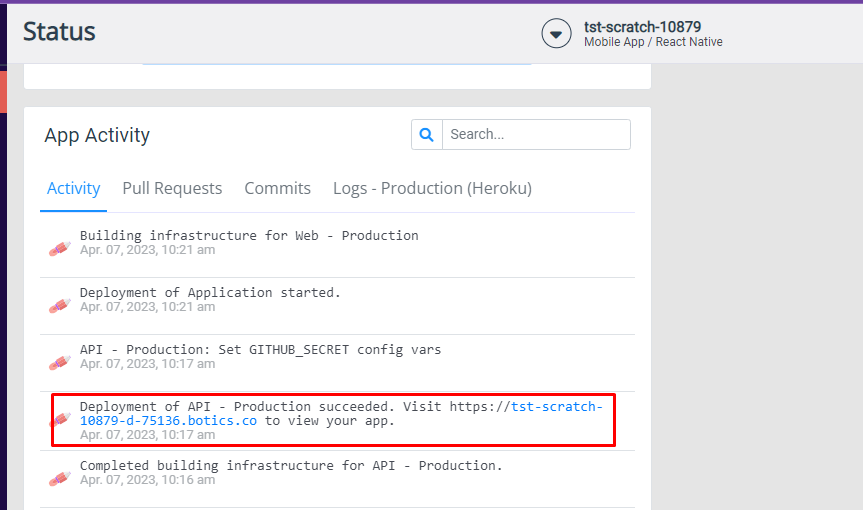 Status
tst-scratch-10879
Mobile App / React Native
App Activity
Search...
Activity
Pull Requests
Commits
Logs - Production (Heroku)
Building infrastructure for Web - Production
Apr. 07, 2023, 10:21 am
Deployment of Application started.
Apr. 07, 2023, 10:21 am
API - Production: Set GITHUB_SECRET config vars
Apr. 07, 2023, 10:17 am
Deployment of API - Production succeeded. Visit https://tst-scratch-
10879-d-75136.botics.co to view your app.
Apr. 07, 2023, 10:17 am
Completed building infrastructure for API - Production.
Apr. 07, 2023, 10:16 am